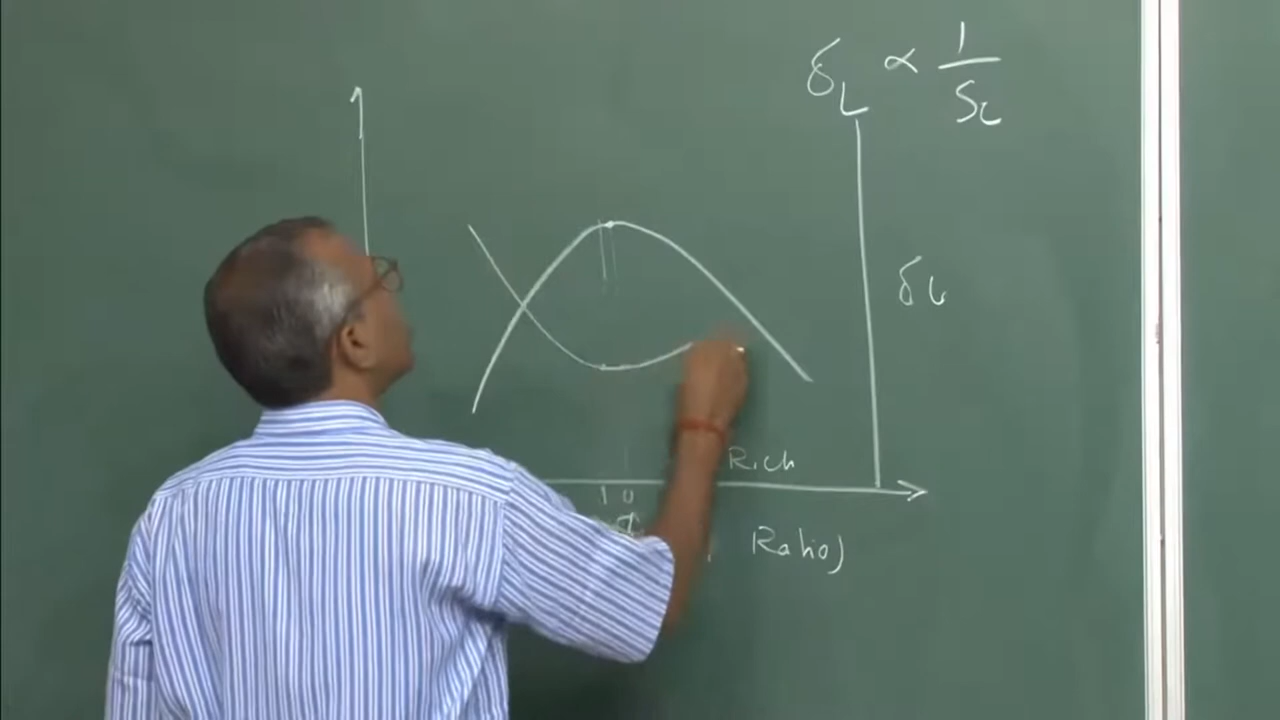 δL ∝ 1/SL
δL
Rich
1.0
Φ
Ratio)